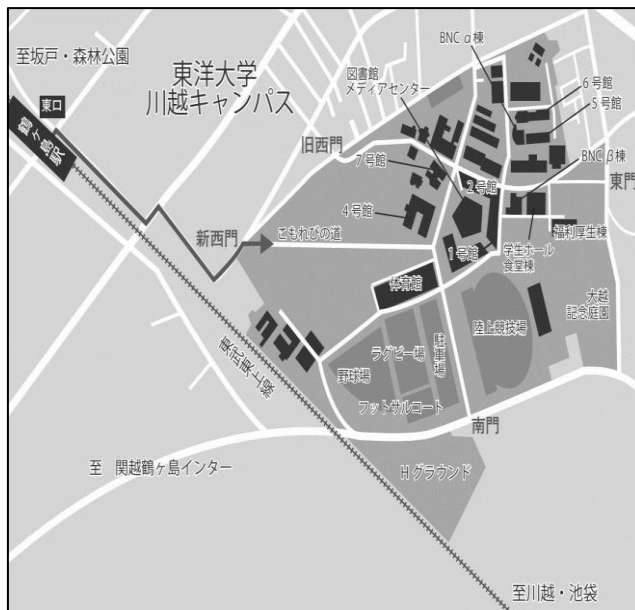 至坂戸・森林公園
東洋大学
川越キャンパス
東口
鶴ヶ島駅
BNC α棟
図書館
メディアセンター
6号館
5号館
旧西門
BNC β棟
7号館
2号館
東門
4号館
新西門
こもれびの道
1号館
学生ホール
食堂棟
福利厚生棟
体育館
大越
記念庭園
陸上競技場
駐車場
ラグビー場
野球場
東武東上線
フットサルコート
南門
至 関越鶴ヶ島インター
Hグラウンド
至川越・池袋